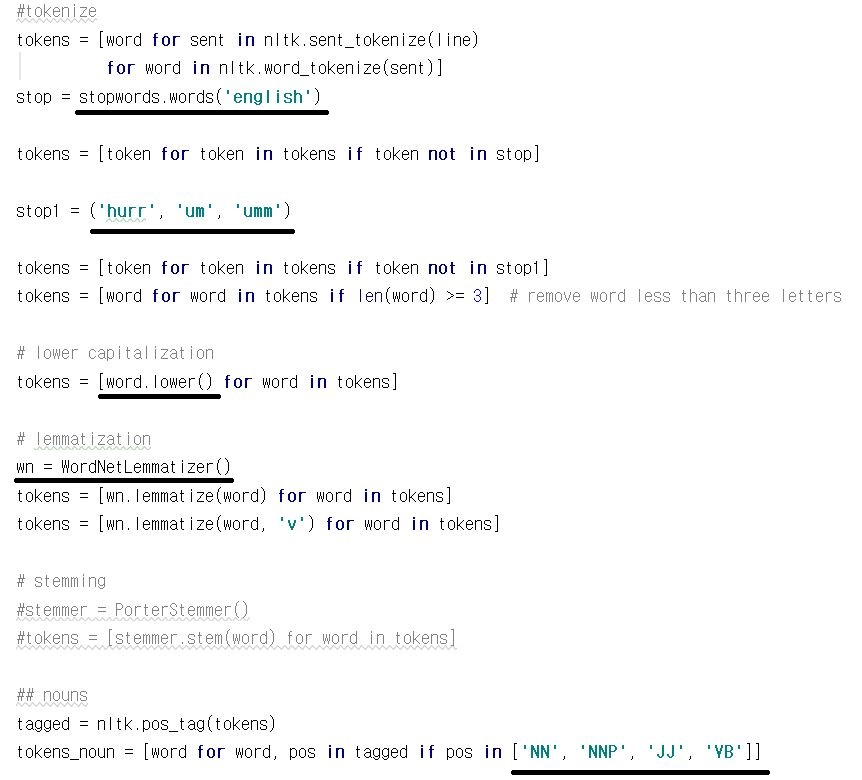 #tokenize
tokens = [word for sent in nltk.sent_tokenize(line)
for word in nltk.word_tokenize(sent)]
stop = stopwords.words('english')
tokens = [token for token in tokens if token not in stop]
stop1 = ('hurr', 'um', 'umm')
tokens = [token for token in tokens if token not in stop1]
tokens = [word for word in tokens if len(word) >= 3]  # remove word less than three letters
# lower capitalization
tokens = [word.lower() for word in tokens]
# lemmatization
wn = WordNetLemmatizer()
tokens = [wn.lemmatize(word) for word in tokens]
tokens = [wn.lemmatize(word, 'v') for word in tokens]
# stemming
#stemmer = PorterStemmer()
#tokens = [stemmer.stem(word) for word in tokens]
## nouns
tagged = nltk.pos_tag(tokens)
tokens_noun = [word for word, pos in tagged if pos in ['NN', 'NNP', 'JJ', 'VB']]